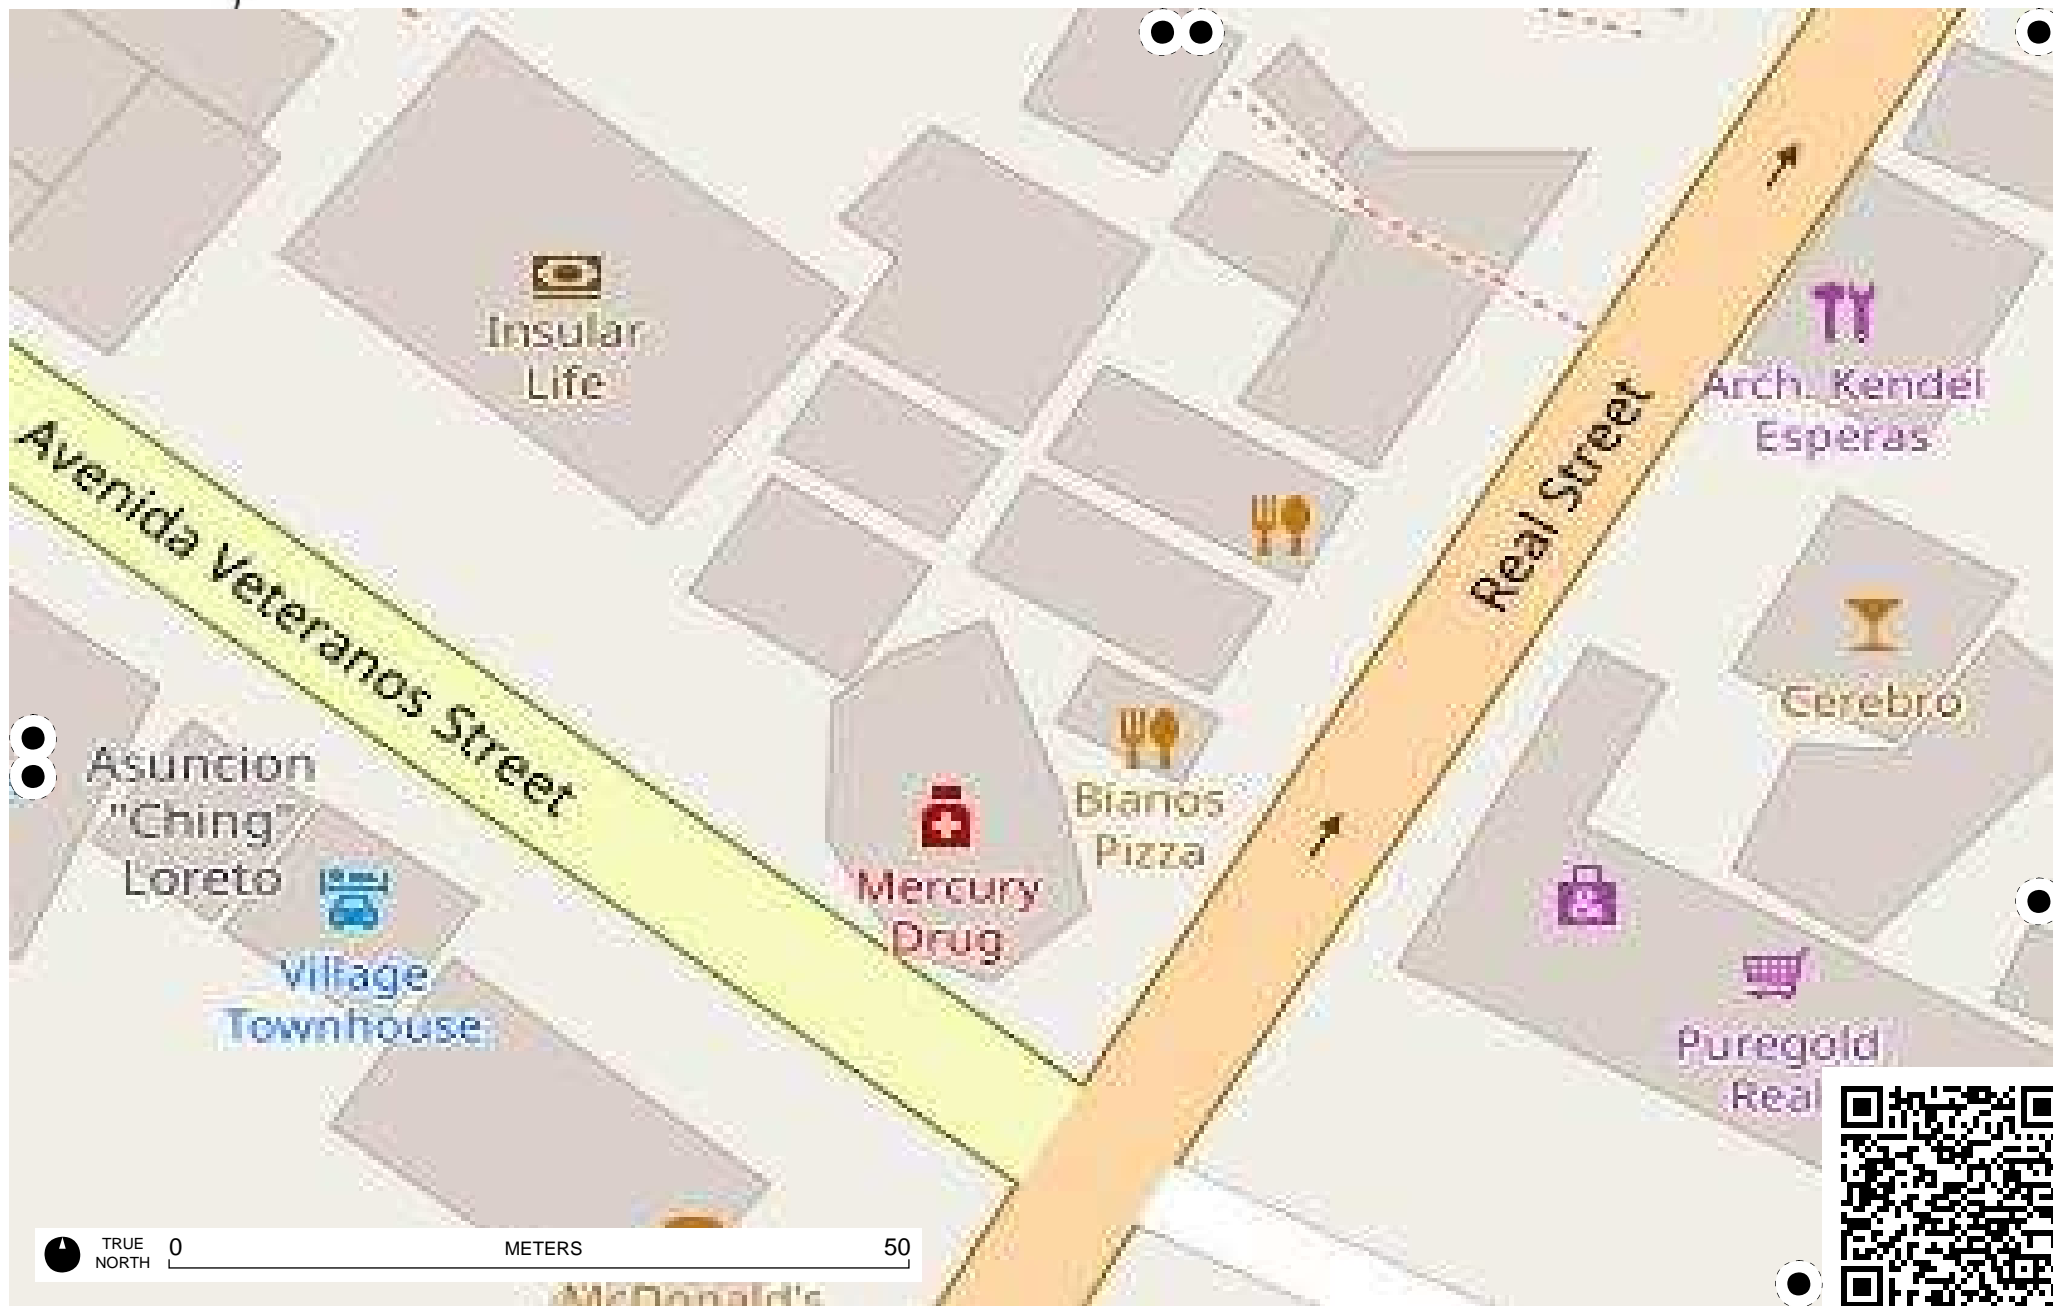 Insular
Life
Arch. Kendel
Esperas
Real Street
Avenida Veteranos Street
Cerebro
Asuncion
"Ching"
Loreto
Bianos
Pizza
Mercury
Drug
Village
Townhouse
Puregold
Real
TRUE
NORTH
0
METERS
50
McDonald's